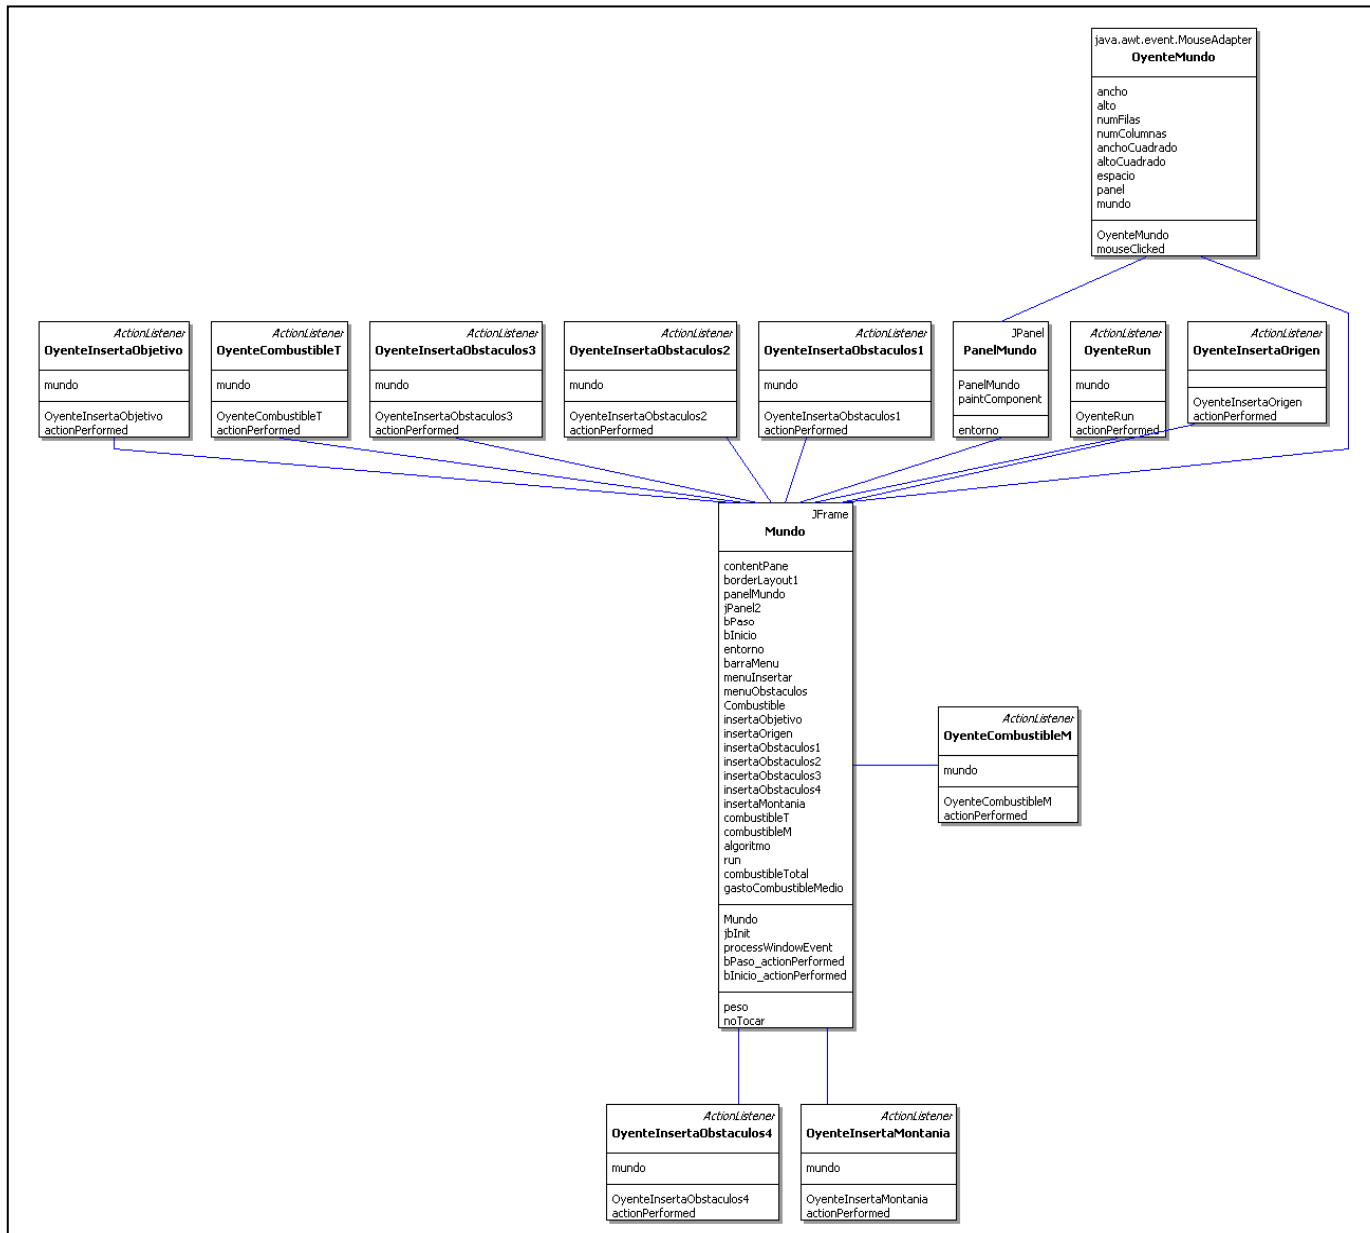 java.awt.event.MouseAdapter
OyenteMundo
ancho
alto
numFilas
numColumnas
anchoCuadrado
altoCuadrado
espacio
panel
mundo
OyenteMundo
mouseClicked
ActionListener
OyenteInsertaObjetivo
mundo
OyenteInsertaObjetivo
actionPerformed
ActionListener
OyenteCombustibleT
mundo
OyenteCombustibleT
actionPerformed
ActionListener
OyenteInsertaObstaculos3
mundo
OyenteInsertaObstaculos3
actionPerformed
ActionListener
OyenteInsertaObstaculos2
mundo
OyenteInsertaObstaculos2
actionPerformed
ActionListener
OyenteInsertaObstaculos1
mundo
OyenteInsertaObstaculos1
actionPerformed
JPanel
PanelMundo
PanelMundo
paintComponent
entorno
ActionListener
OyenteRun
mundo
OyenteRun
actionPerformed
ActionListener
OyenteInsertaOrigen
OyenteInsertaOrigen
actionPerformed
JFrame
Mundo
contentPane
borderLayout1
panelMundo
jPanel2
bPaso
bInicio
entorno
barraMenu
menuInsertar
menuObstaculos
Combustible
insertaObjetivo
insertaOrigen
insertaObstaculos1
insertaObstaculos2
insertaObstaculos3
insertaObstaculos4
insertaMontania
combustibleT
combustibleM
algoritmo
run
combustibleTotal
gastoCombustibleMedio
Mundo
jbInit
processWindowEvent
bPaso_actionPerformed
bInicio_actionPerformed
peso
noTocar
ActionListener
OyenteCombustibleM
mundo
OyenteCombustibleM
actionPerformed
ActionListener
OyenteInsertaObstaculos4
mundo
OyenteInsertaObstaculos4
actionPerformed
ActionListener
OyenteInsertaMontania
mundo
OyenteInsertaMontania
actionPerformed